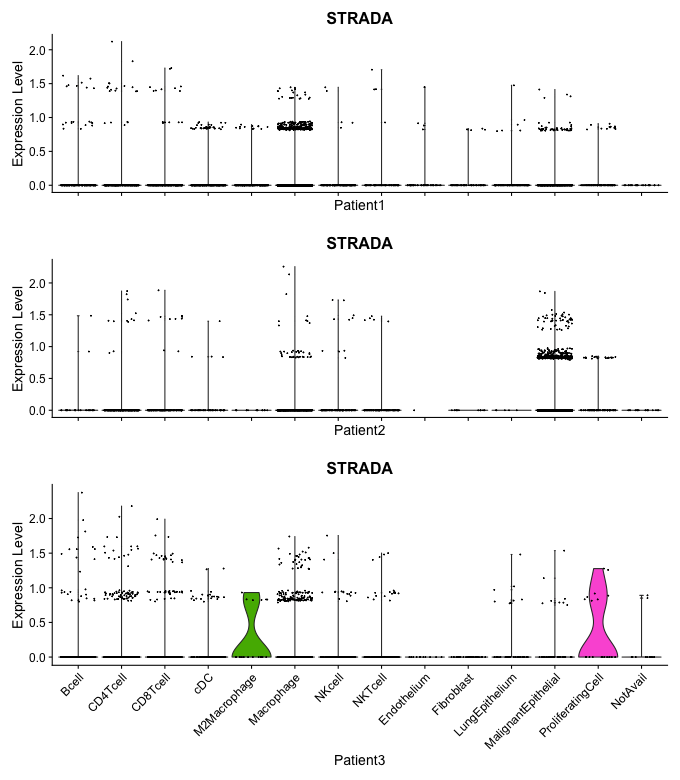 STRADA
Expression Level
2.0
1.5
1.0
0.5
0.0
Patient1
STRADA
Expression Level
2.0
1.5
1.0
0.5
0.0
Patient2
STRADA
Expression Level
2.0
1.5
1.0
0.5
0.0
Bcell
CD4Tcell
CD8Tcell
cDC
M2Macrophage
Macrophage
NKcell
NKTcell
Endothelium
Fibroblast
LungEpithelium
MalignantEpithelial
ProliferatingCell
NotAvail
Patient3